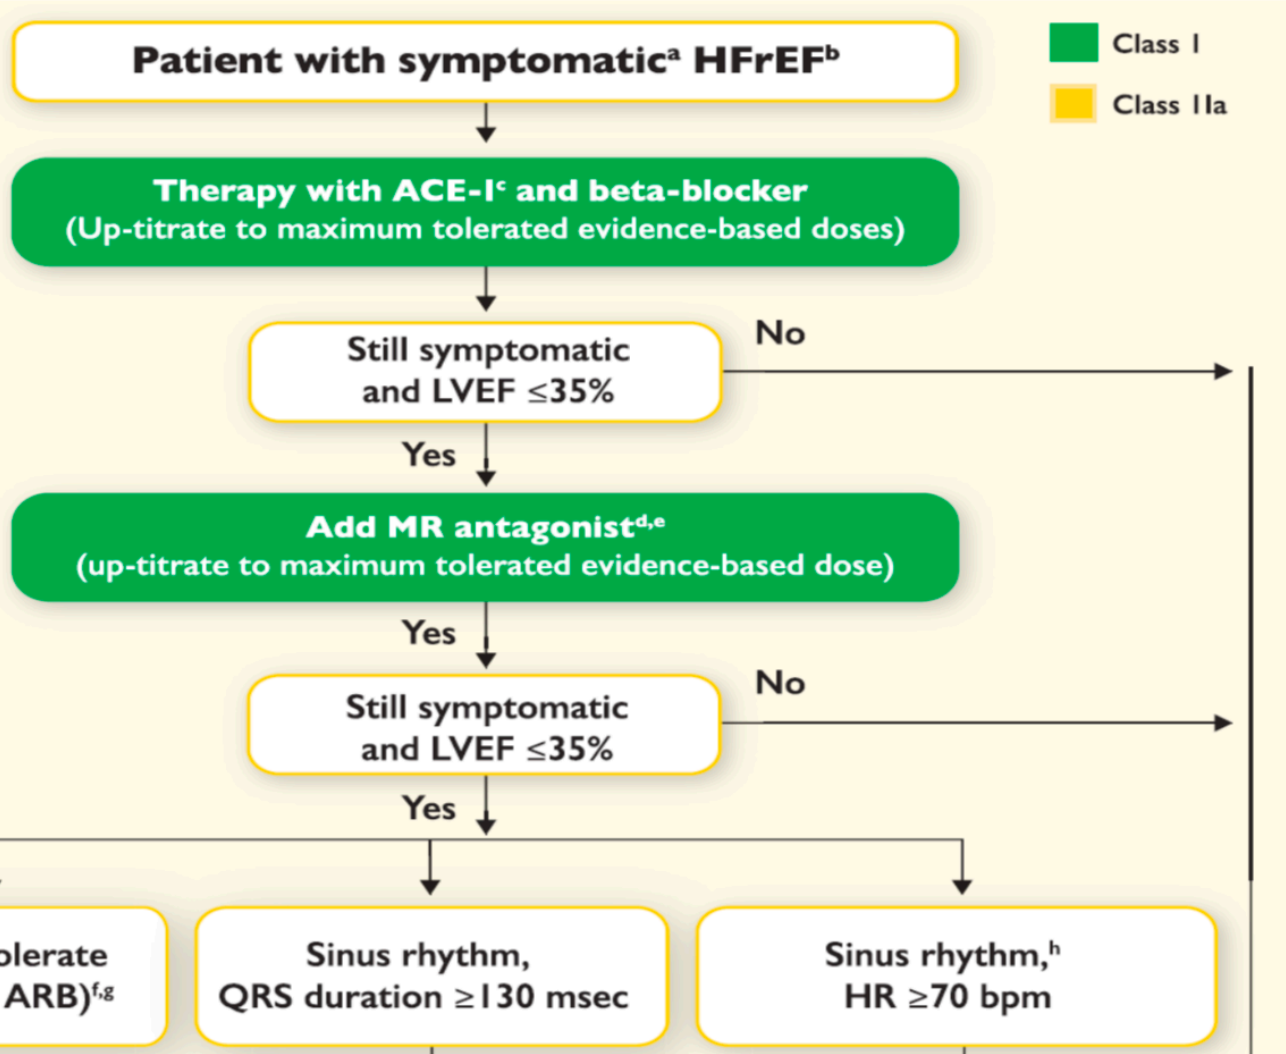 Patient with symptomaticᵃ HFrEFᵇ
Class I
Class IIa
Therapy with ACE-Iᶜ and beta-blocker
(Up-titrate to maximum tolerated evidence-based doses)
Still symptomatic
and LVEF ≤35%
No
Yes
Add MR antagonistᵈ,ᵉ
(up-titrate to maximum tolerated evidence-based dose)
Yes
Still symptomatic
and LVEF ≤35%
No
Yes
olerate
ARB)ᶠ,ᵍ
Sinus rhythm,
QRS duration ≥130 msec
Sinus rhythm,ʰ
HR ≥70 bpm